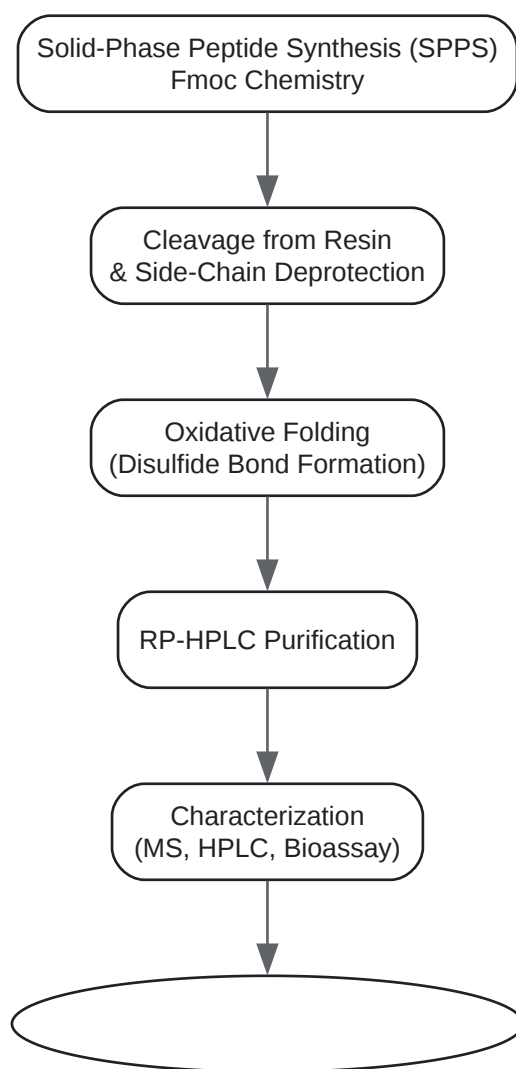 Solid-Phase Peptide Synthesis (SPPS)
Fmoc Chemistry
Cleavage from Resin
& Side-Chain Deprotection
Oxidative Folding
(Disulfide Bond Formation)
RP-HPLC Purification
Characterization
(MS, HPLC, Bioassay)